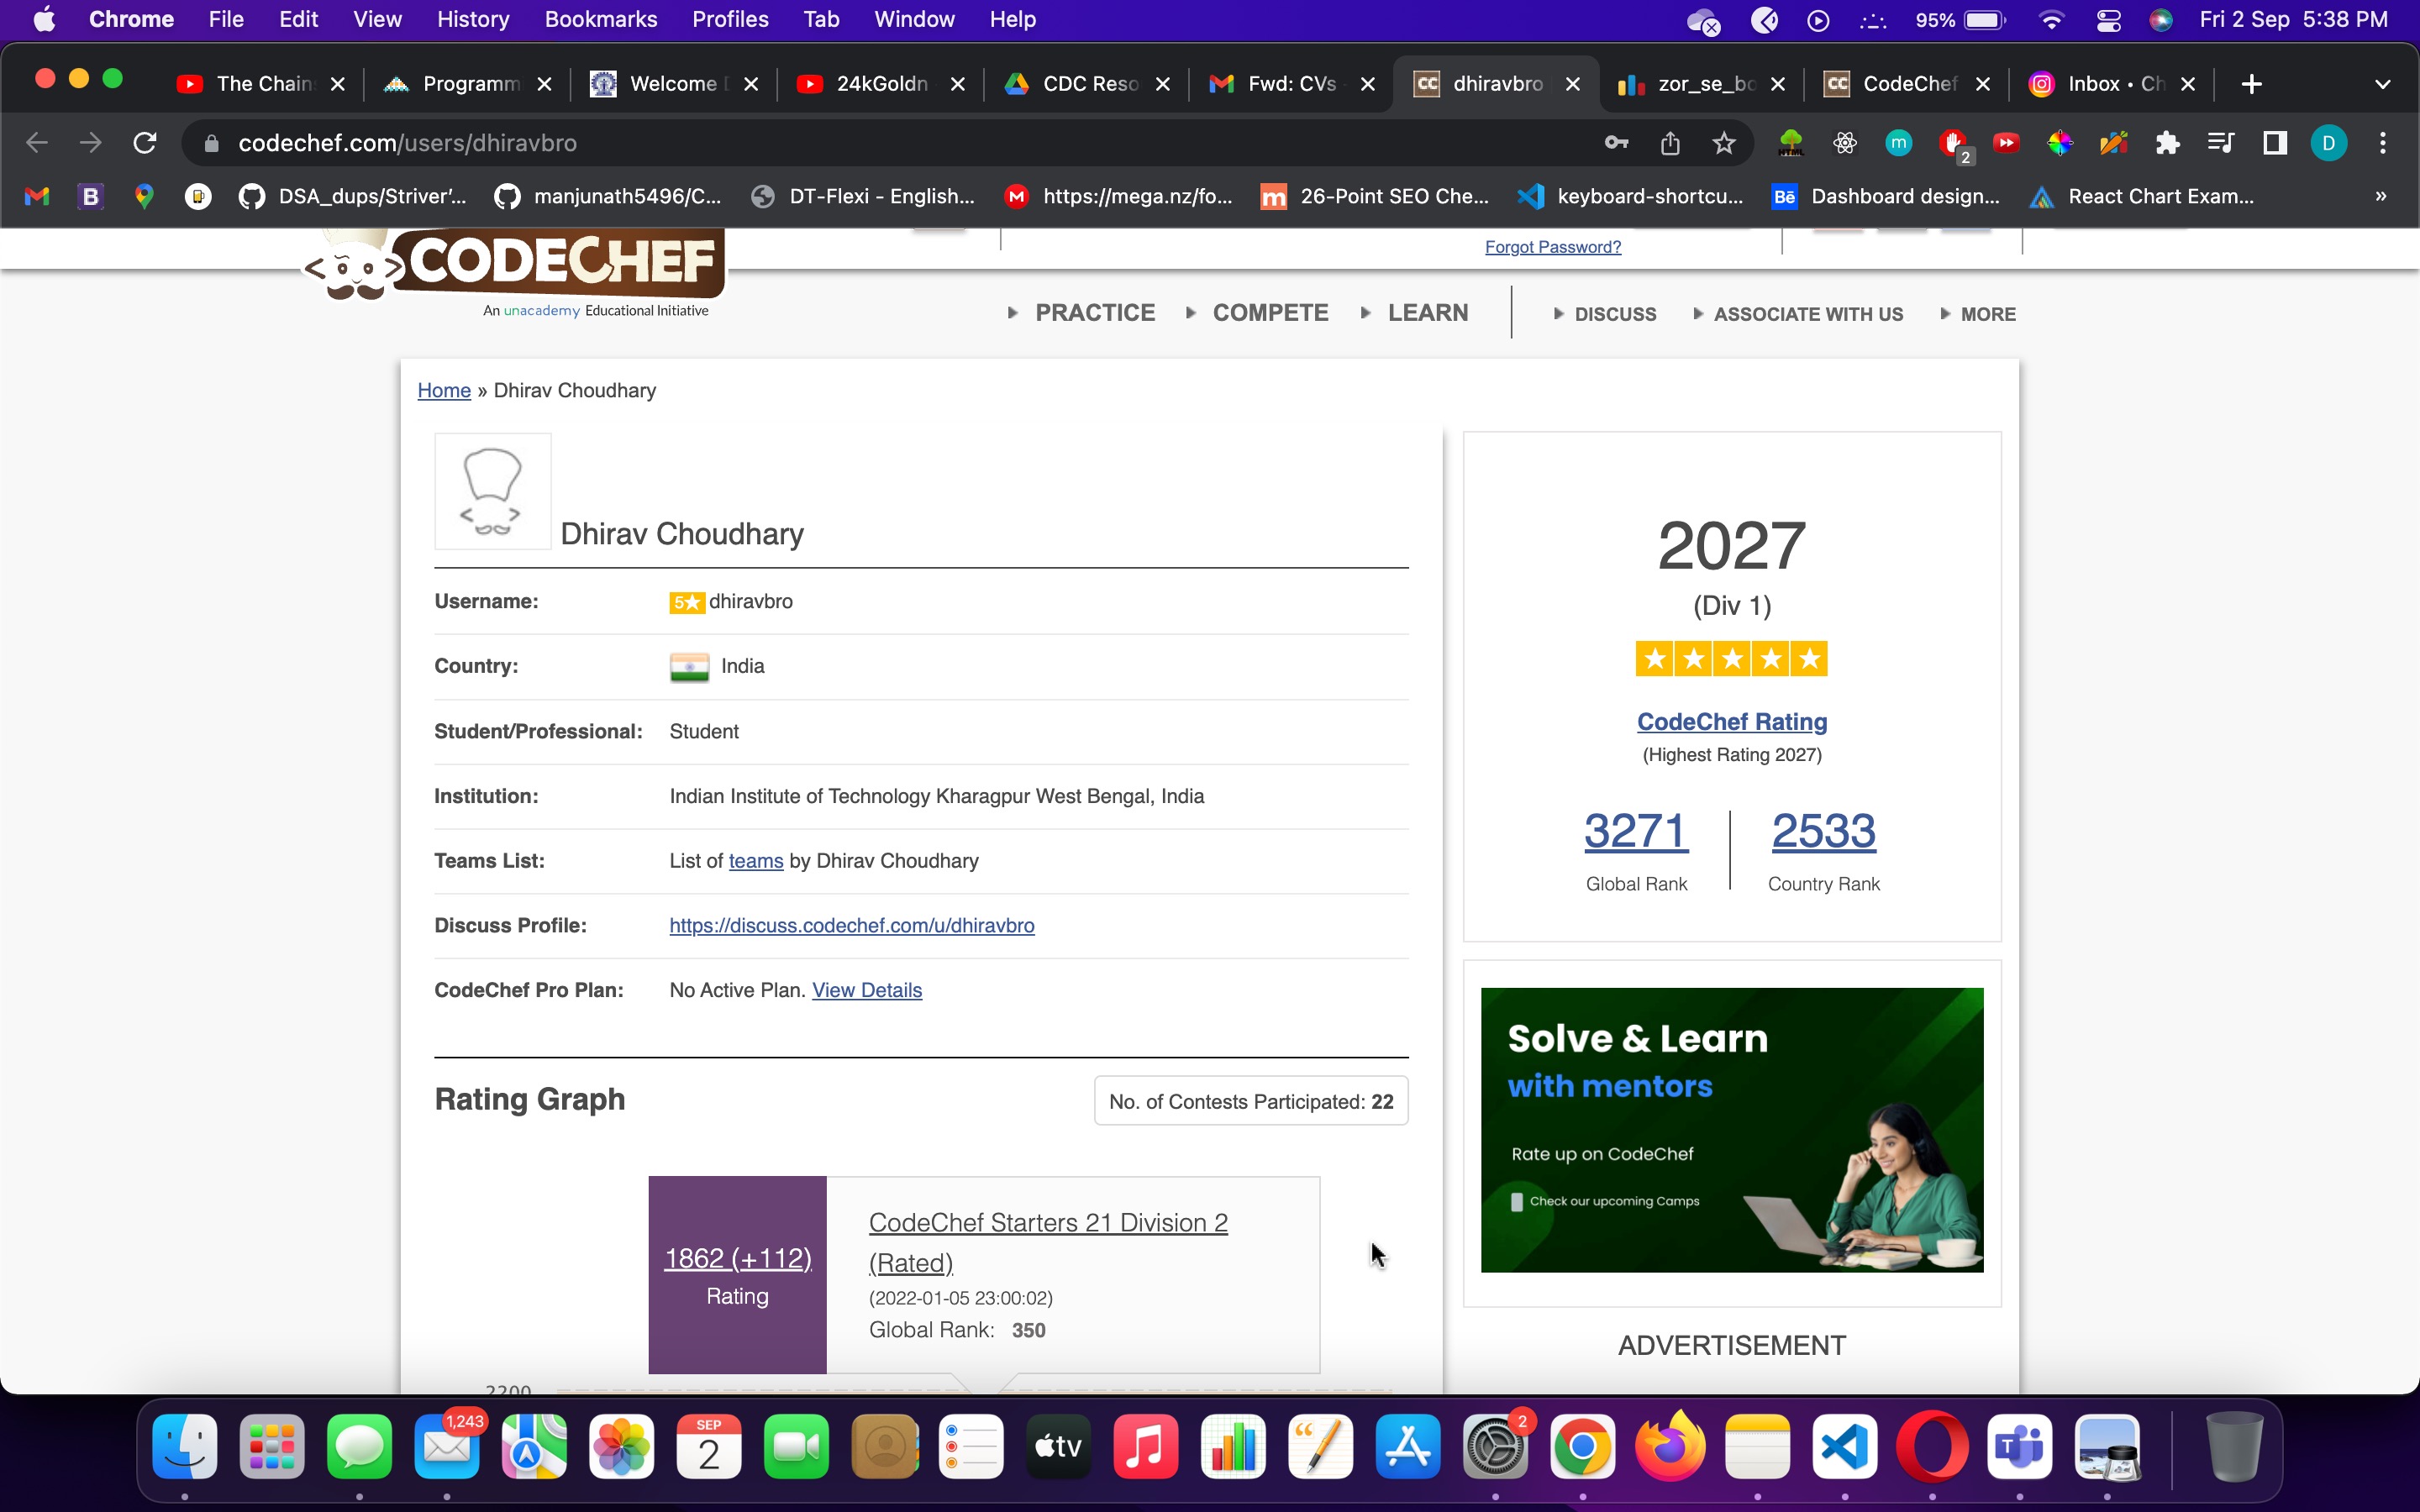 Chrome File Edit View History Bookmarks Profiles Tab Window Help 95% Fri 2 Sep 5:38 PM
The Chain Programm Welcome 24kGoldn CDC Reso Fwd: CVs dhiravbro zor_se_bo CodeChef Inbox • Ch
codechef.com/users/dhiravbro m 2 D
DSA_dups/Striver'... manjunath5496/C... DT-Flexi - English... https://mega.nz/fo... 26-Point SEO Che... keyboard-shortcu... Dashboard design... React Chart Exam... »
Forgot Password?
CODECHEF
An unacademy Educational Initiative
PRACTICE COMPETE LEARN DISCUSS ASSOCIATE WITH US MORE
Home » Dhirav Choudhary
Dhirav Choudhary
Username: 5★ dhiravbro
Country: India
Student/Professional: Student
Institution: Indian Institute of Technology Kharagpur West Bengal, India
Teams List: List of teams by Dhirav Choudhary
Discuss Profile: https://discuss.codechef.com/u/dhiravbro
CodeChef Pro Plan: No Active Plan. View Details
Rating Graph
No. of Contests Participated: 22
1862 (+112)
Rating
CodeChef Starters 21 Division 2
(Rated)
(2022-01-05 23:00:02)
Global Rank: 350
2200
2027
(Div 1)
CodeChef Rating
(Highest Rating 2027)
3271 2533
Global Rank Country Rank
Solve & Learn
with mentors
Rate up on CodeChef
Check our upcoming Camps
ADVERTISEMENT
1,243
SEP
2
tv
2